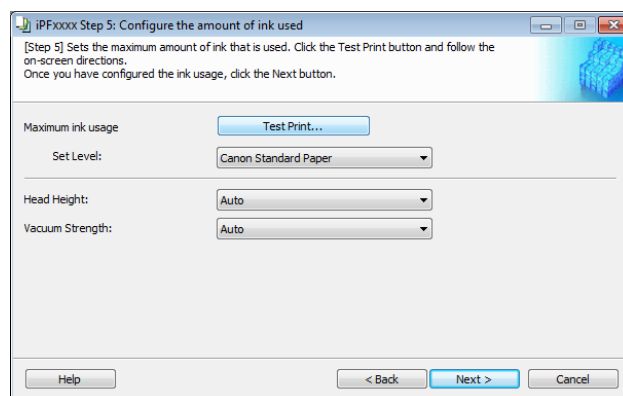 iPFxxxx Step 5: Configure the amount of ink used
[Step 5] Sets the maximum amount of ink that is used. Click the Test Print button and follow the
on-screen directions.
Once you have configured the ink usage, click the Next button.
Maximum ink usage
Test Print...
Set Level:
Canon Standard Paper
Head Height:
Auto
Vacuum Strength:
Auto
Help
< Back
Next >
Cancel